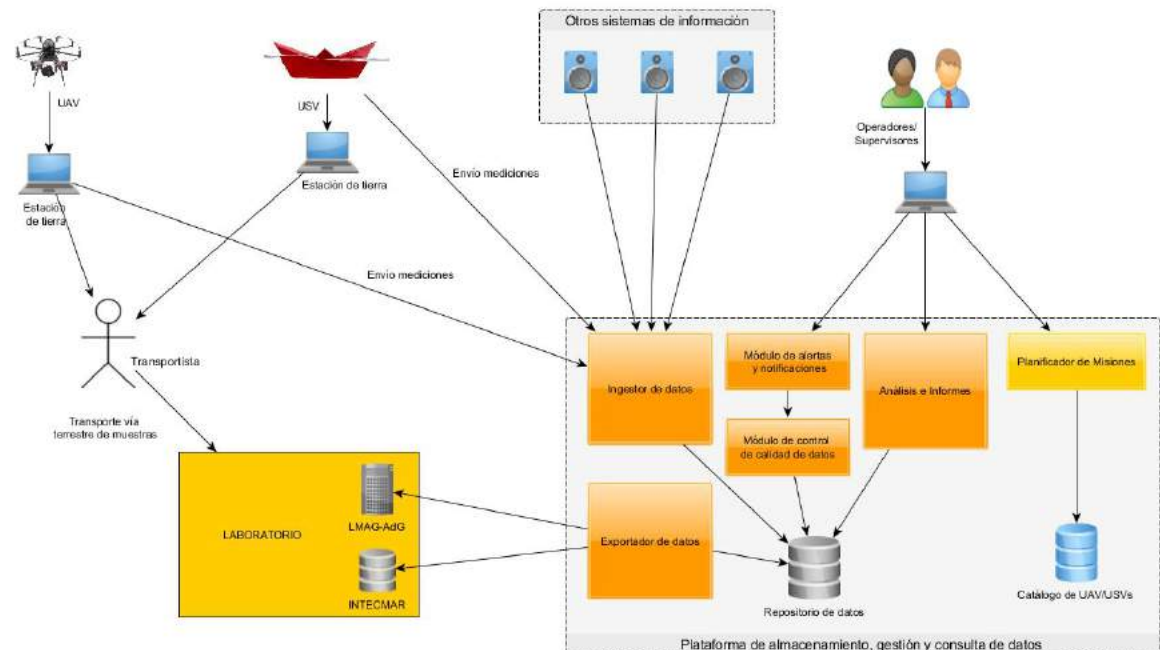 Otros sistemas de información
UAV
USV
Operadores/
Supervisores
Envío mediciones
Estación de tierra
Estación
de tierra
Envío mediciones
Transportista
Transporte vía
terrestre de muestras
Ingestor de datos
Módulo de alertas
y notificaciones
Análisis e Informes
Planificador de Misiones
Módulo de control
de calidad de datos
LABORATORIO
LMAG-AdG
INTECMAR
Exportador de datos
Repositorio de datos
Catálogo de UAV/USVs
Plataforma de almacenamiento, gestión y consulta de datos